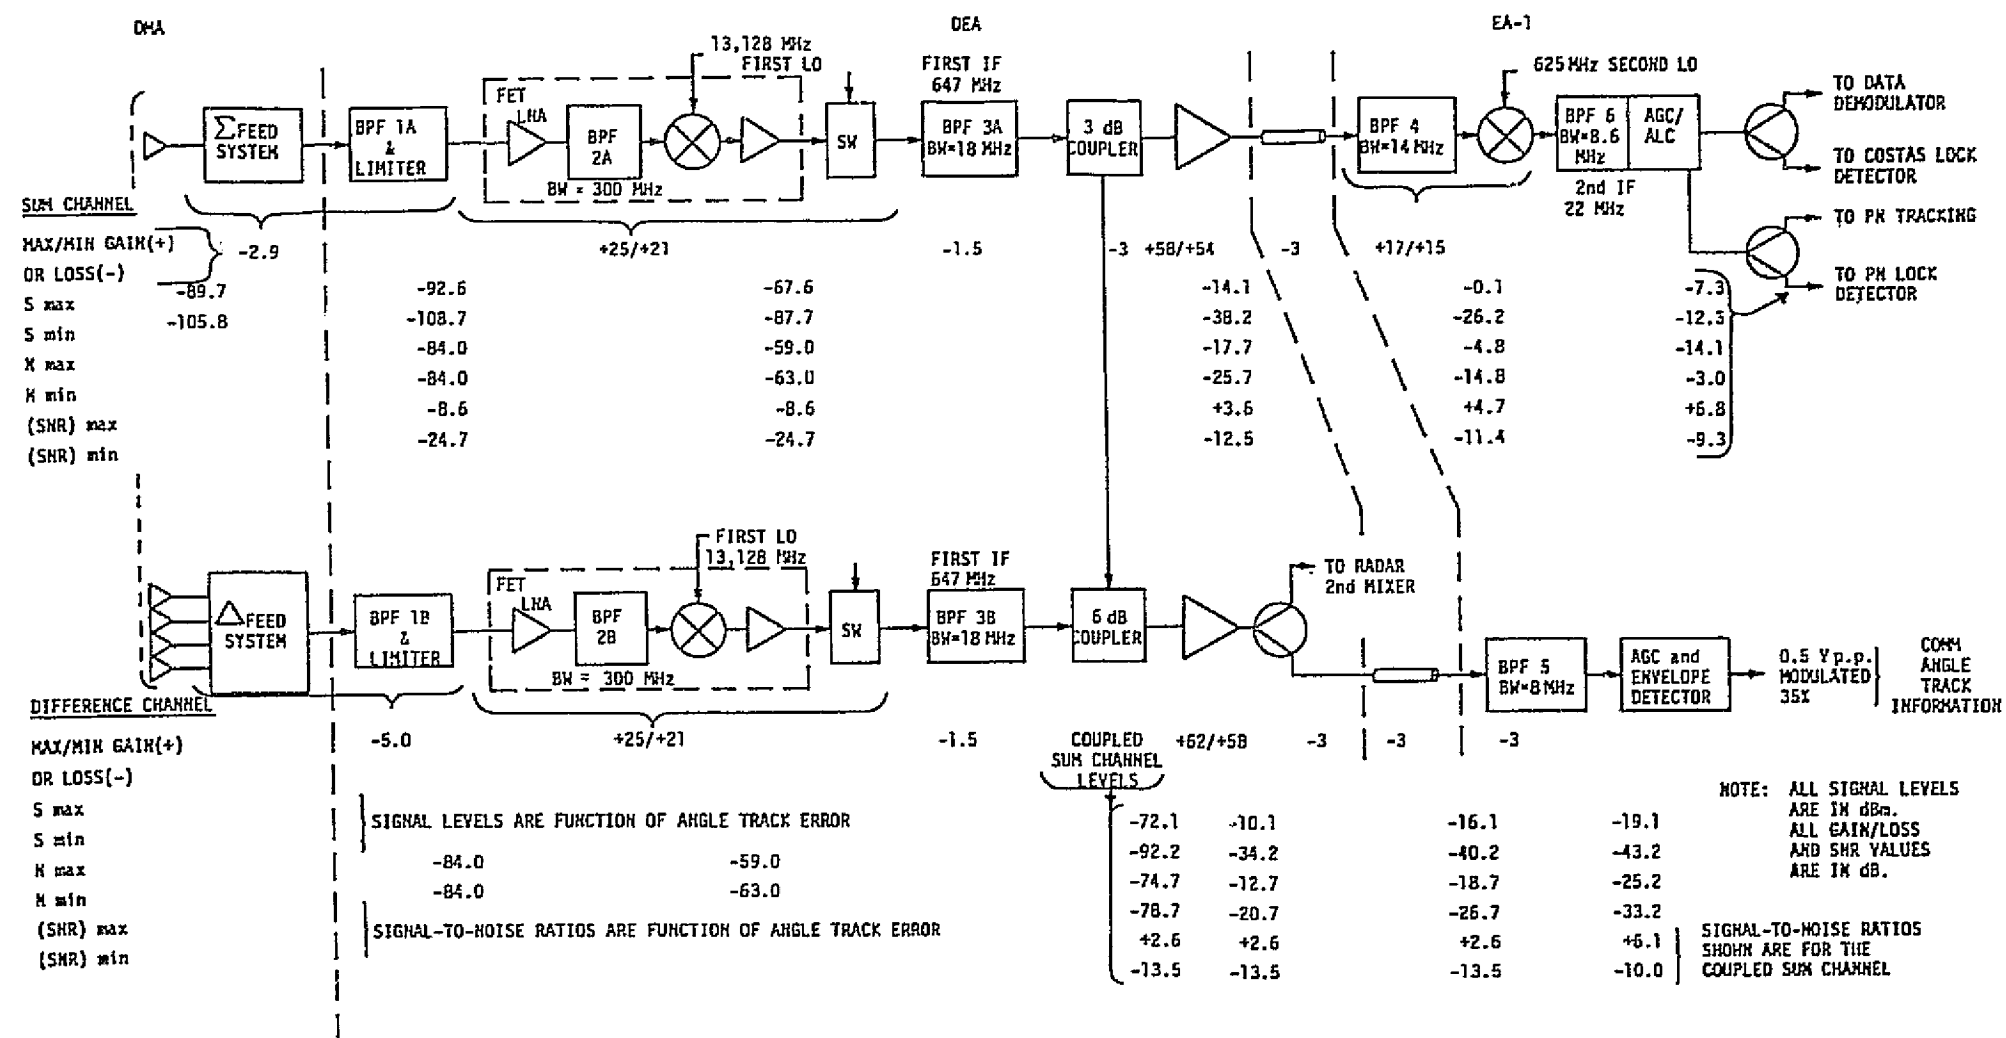 DMA
DEA
EA-1
13,128 MHz
FIRST LO
FIRST IF
647 MHz
625 MHz SECOND LO
TO DATA
DEMODULATOR
Σ FEED
SYSTEM
BPF 1A
&
LIMITER
FET
LNA
BPF
2A
BW = 300 MHz
SW
BPF 3A
BW=18 MHz
3 dB
COUPLER
BPF 4
BW=14 MHz
BPF 6
BW=8.6
MHz
AGC/
ALC
2nd IF
22 MHz
TO COSTAS LOCK
DETECTOR
TO PN TRACKING
TO PN LOCK
DETECTOR
SUM CHANNEL
MAX/MIN GAIN(+) -2.9 +25/+21 -1.5 -3 +58/+54 -3 +17/+15
OR LOSS(-)
S max -89.7 -92.6 -67.6 -14.1 -0.1 -7.3
S min -105.8 -108.7 -87.7 -38.2 -26.2 -12.5
N max -84.0 -59.0 -17.7 -4.8 -14.1
N min -84.0 -63.0 -25.7 -14.8 -3.0
(SNR) max -8.6 -8.6 +3.6 +4.7 +6.8
(SNR) min -24.7 -24.7 -12.5 -11.4 -9.3
FIRST LO
13,128 MHz
FIRST IF
647 MHz
TO RADAR
2nd MIXER
Δ FEED
SYSTEM
BPF 1B
&
LIMITER
FET
LNA
BPF
2B
BW = 300 MHz
SW
BPF 3B
BW=18 MHz
6 dB
COUPLER
BPF 5
BW=8 MHz
AGC and
ENVELOPE
DETECTOR
0.5 V p.p.
MODULATED
35%
COMM
ANGLE
TRACK
INFORMATION
DIFFERENCE CHANNEL
MAX/MIN GAIN(+) -5.0 +25/+21 -1.5 COUPLED +62/+58 -3 -3 -3
SUM CHANNEL
LEVELS
OR LOSS(-)
S max -72.1 -10.1 -16.1 -19.1
SIGNAL LEVELS ARE FUNCTION OF ANGLE TRACK ERROR
S min -92.2 -34.2 -40.2 -43.2
N max -84.0 -59.0 -74.7 -12.7 -18.7 -25.2
N min -84.0 -63.0 -78.7 -20.7 -26.7 -33.2
(SNR) max +2.6 +2.6 +2.6 +6.1
SIGNAL-TO-NOISE RATIOS ARE FUNCTION OF ANGLE TRACK ERROR
(SNR) min -13.5 -13.5 -13.5 -10.0
NOTE: ALL SIGNAL LEVELS
ARE IN dBm.
ALL GAIN/LOSS
AND SNR VALUES
ARE IN dB.
SIGNAL-TO-NOISE RATIOS
SHOWN ARE FOR THE
COUPLED SUM CHANNEL